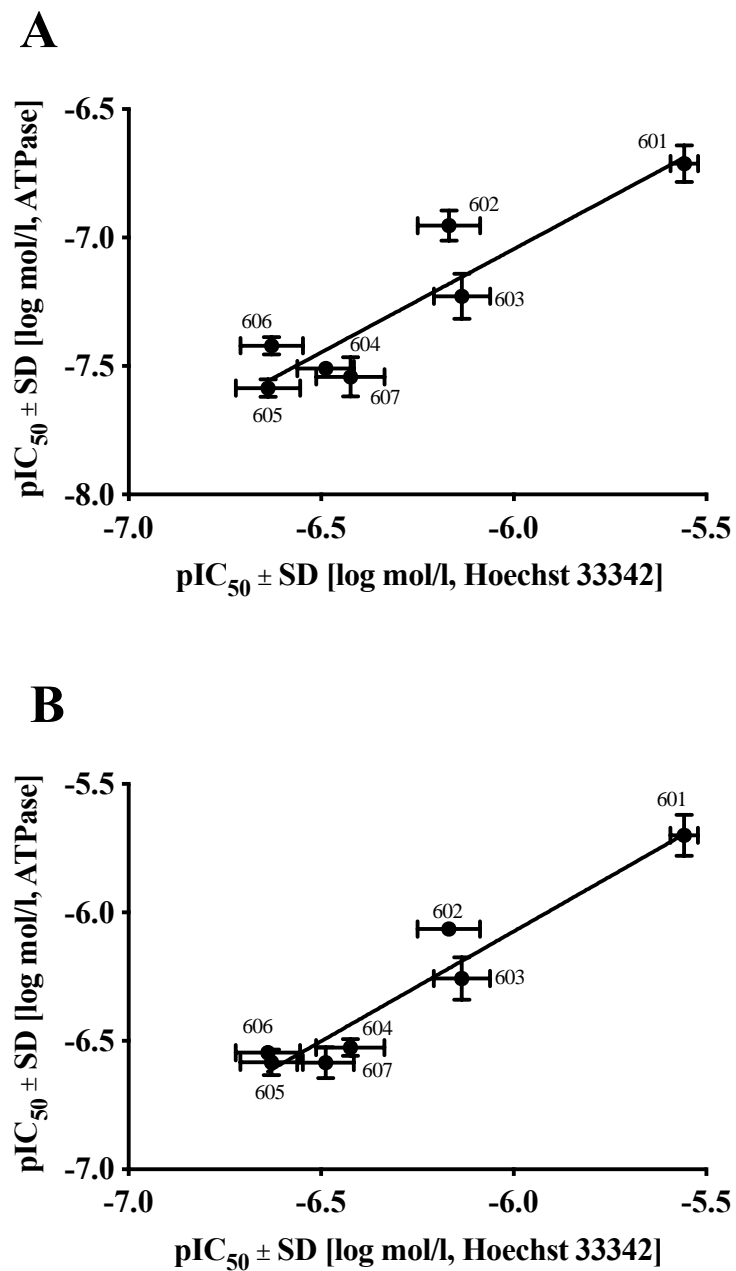 A
pIC50 ± SD [log mol/l, ATPase]
-6.5
-7.0
-7.5
-8.0
601
602
603
606
604
605
607
-7.0 -6.5 -6.0 -5.5
pIC50 ± SD [log mol/l, Hoechst 33342]
B
pIC50 ± SD [log mol/l, ATPase]
-5.5
-6.0
-6.5
-7.0
601
602
603
606
604
605
607
-7.0 -6.5 -6.0 -5.5
pIC50 ± SD [log mol/l, Hoechst 33342]